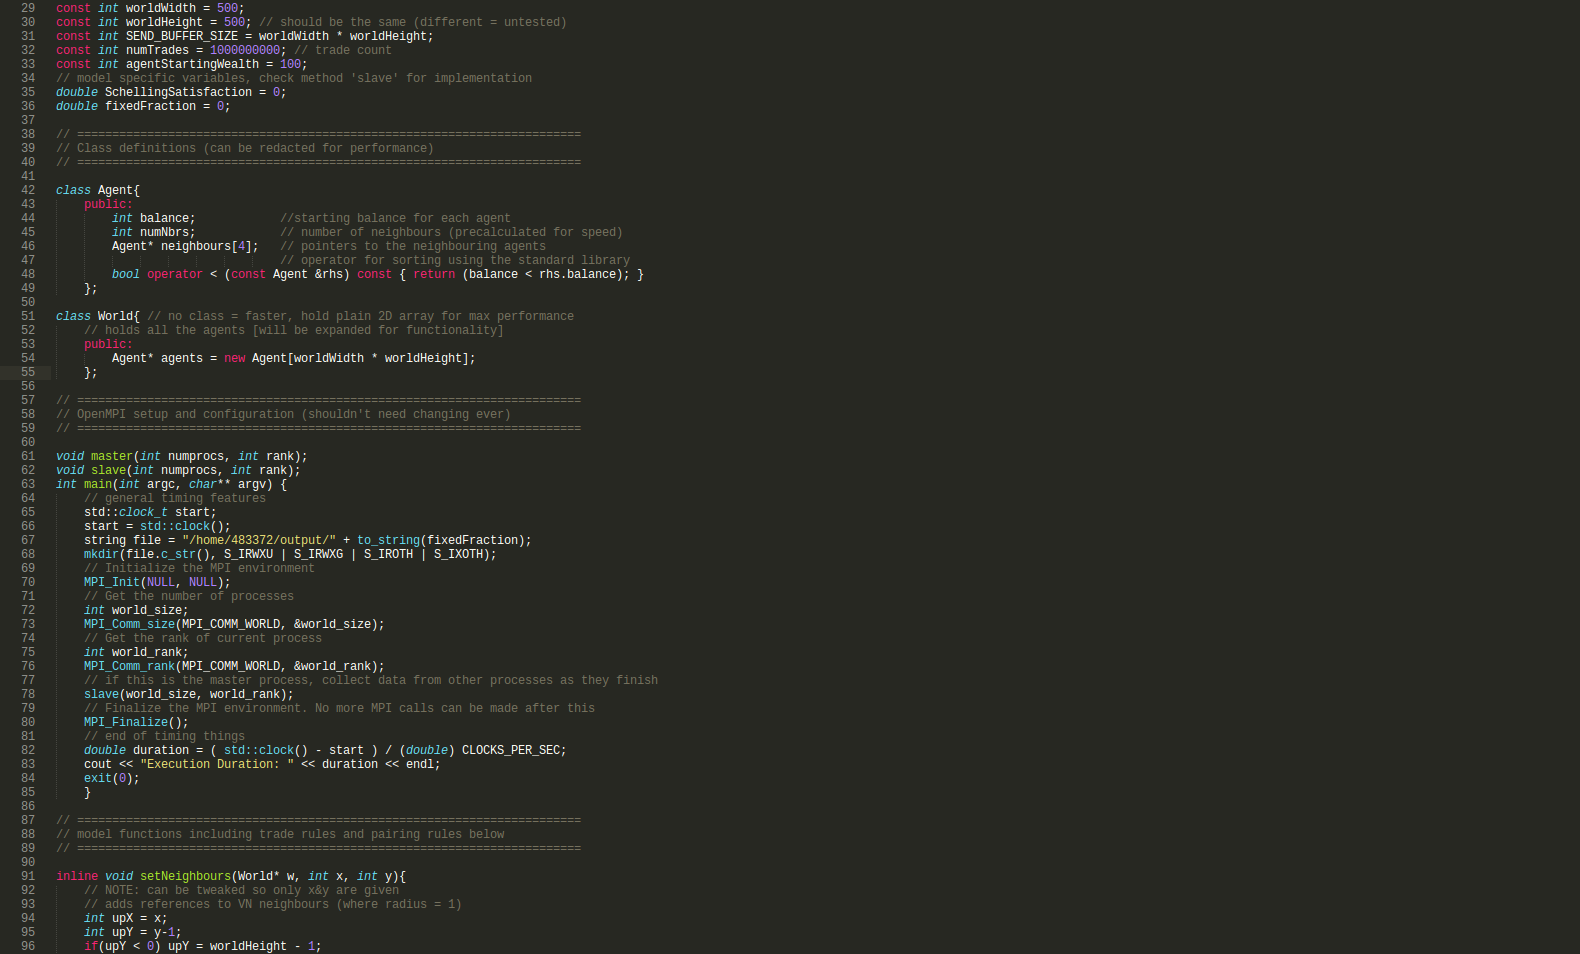 29 const int worldWidth = 500;
30 const int worldHeight = 500; // should be the same (different = untested)
31 const int SEND_BUFFER_SIZE = worldWidth * worldHeight;
32 const int numTrades = 1000000000; // trade count
33 const int agentStartingWealth = 100;
34 // model specific variables, check method 'slave' for implementation
35 double SchellingSatisfaction = 0;
36 double fixedFraction = 0;
37
38 // ========================================================================
39 // Class definitions (can be redacted for performance)
40 // ========================================================================
41
42 class Agent{
43     public:
44         int balance;            //starting balance for each agent
45         int numNbrs;            // number of neighbours (precalculated for speed)
46         Agent* neighbours[4];   // pointers to the neighbouring agents
47                                 // operator for sorting using the standard library
48         bool operator < (const Agent &rhs) const { return (balance < rhs.balance); }
49     };
50
51 class World{ // no class = faster, hold plain 2D array for max performance
52     // holds all the agents [will be expanded for functionality]
53     public:
54         Agent* agents = new Agent[worldWidth * worldHeight];
55     };
56
57 // ========================================================================
58 // OpenMPI setup and configuration (shouldn't need changing ever)
59 // ========================================================================
60
61 void master(int numprocs, int rank);
62 void slave(int numprocs, int rank);
63 int main(int argc, char** argv) {
64     // general timing features
65     std::clock_t start;
66     start = std::clock();
67     string file = "/home/483372/output/" + to_string(fixedFraction);
68     mkdir(file.c_str(), S_IRWXU | S_IRWXG | S_IROTH | S_IXOTH);
69     // Initialize the MPI environment
70     MPI_Init(NULL, NULL);
71     // Get the number of processes
72     int world_size;
73     MPI_Comm_size(MPI_COMM_WORLD, &world_size);
74     // Get the rank of current process
75     int world_rank;
76     MPI_Comm_rank(MPI_COMM_WORLD, &world_rank);
77     // if this is the master process, collect data from other processes as they finish
78     slave(world_size, world_rank);
79     // Finalize the MPI environment. No more MPI calls can be made after this
80     MPI_Finalize();
81     // end of timing things
82     double duration = ( std::clock() - start ) / (double) CLOCKS_PER_SEC;
83     cout << "Execution Duration: " << duration << endl;
84     exit(0);
85     }
86
87 // ========================================================================
88 // model functions including trade rules and pairing rules below
89 // ========================================================================
90
91 inline void setNeighbours(World* w, int x, int y){
92     // NOTE: can be tweaked so only x&y are given
93     // adds references to VN neighbours (where radius = 1)
94     int upX = x;
95     int upY = y-1;
96     if(upY < 0) upY = worldHeight - 1;